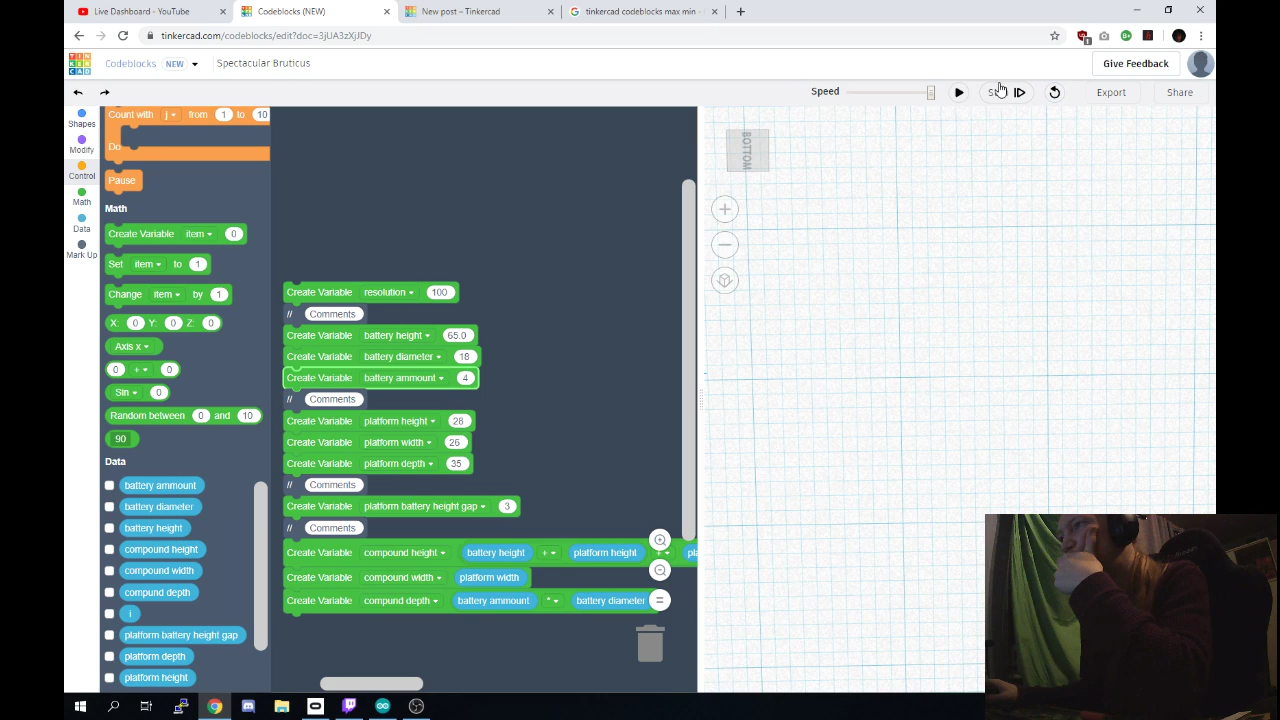 Live Dashboard - YouTube
Codeblocks (NEW)
New post – Tinkercad
tinkercad codeblocks max min -
tinkercad.com/codeblocks/edit?doc=3jUA3zXjJDy
TIN
KER
CAD
Codeblocks NEW
Spectacular Bruticus
Give Feedback
Speed
Export
Share
Shapes
Modify
Control
Math
Data
Mark Up
Count with j from 1 to 10
Do
Pause
Math
Create Variable item 0
Set item to 1
Change item by 1
X: 0 Y: 0 Z: 0
Axis x
0 + 0
Sin 0
Random between 0 and 10
90
Data
battery ammount
battery diameter
battery height
compound height
compound width
compund depth
i
platform battery height gap
platform depth
platform height
Create Variable resolution 100
// Comments
Create Variable battery height 65.0
Create Variable battery diameter 18
Create Variable battery ammount 4
// Comments
Create Variable platform height 28
Create Variable platform width 26
Create Variable platform depth 35
// Comments
Create Variable platform battery height gap 3
// Comments
Create Variable compound height battery height + platform height +
Create Variable compound width platform width
Create Variable compund depth battery ammount * battery diameter
BOTTOM